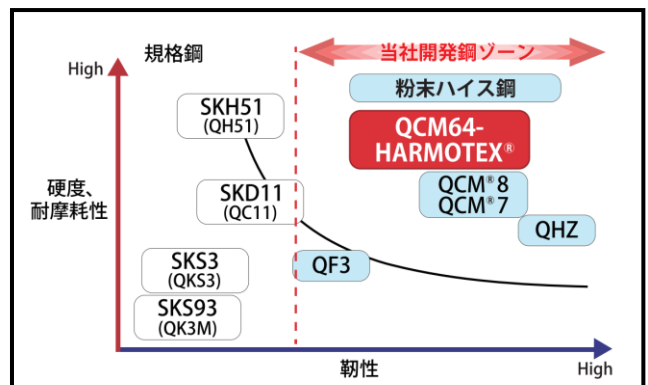 規格鋼
当社開発鋼ゾーン
High
粉末ハイス鋼
SKH51
(QH51)
QCM64-
HARMOTEX®
硬度、
耐摩耗性
SKD11
(QC11)
QCM®8
QCM®7
QHZ
SKS3
(QKS3)
QF3
SKS93
(QK3M)
靭性
High